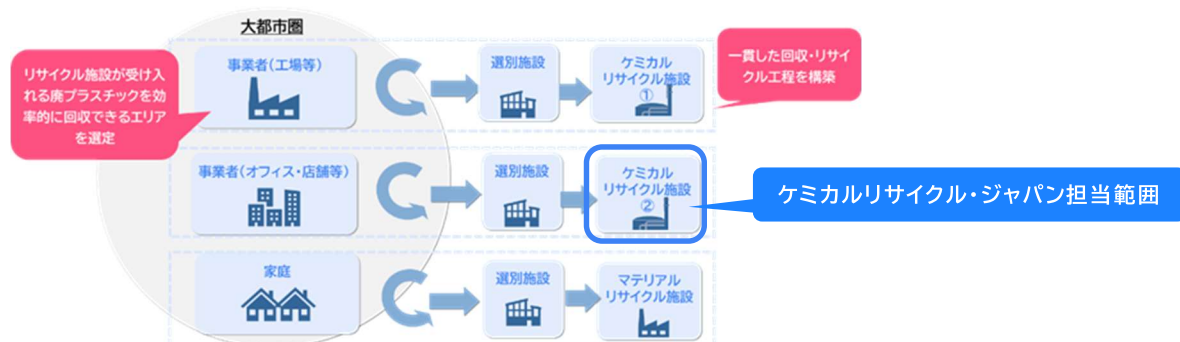 大都市圏
リサイクル施設が受け入
れる廃プラスチックを効
率的に回収できるエリア
を選定
事業者(工場等)
選別施設
ケミカル
リサイクル施設
①
一貫した回収・リサイ
クル工程を構築
事業者(オフィス・店舗等)
選別施設
ケミカル
リサイクル施設
②
ケミカルリサイクル・ジャパン担当範囲
家庭
選別施設
マテリアル
リサイクル施設